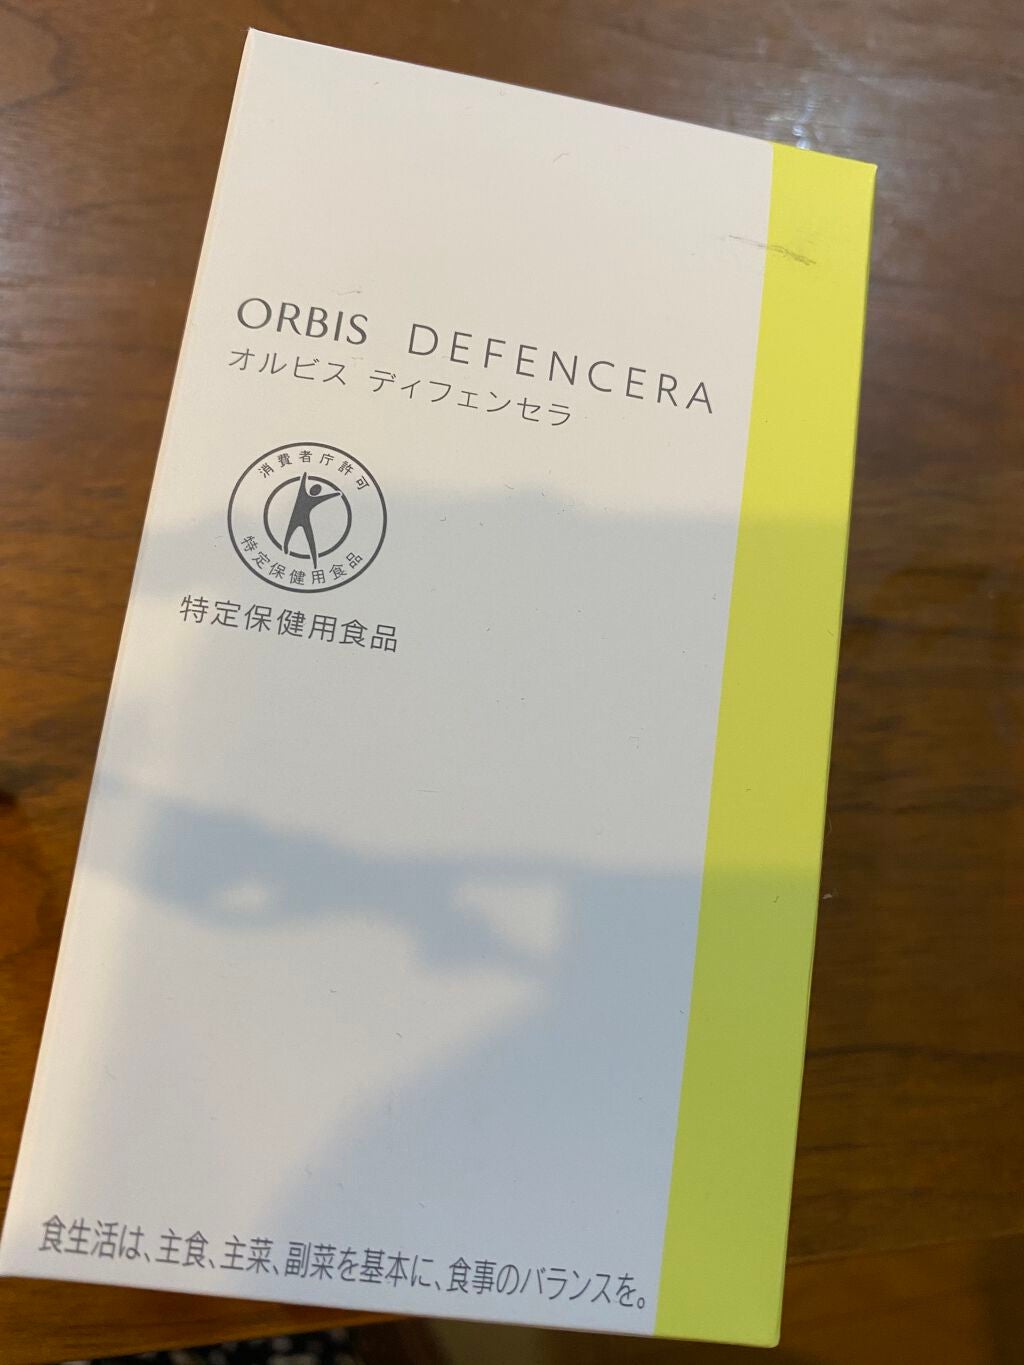 ORBIS DEFENCERA
オルビス ディフェンセラ
消費者庁許可
特定保健用食品
特定保健用食品
食生活は、主食、主菜、副菜を基本に、食事のバランスを。